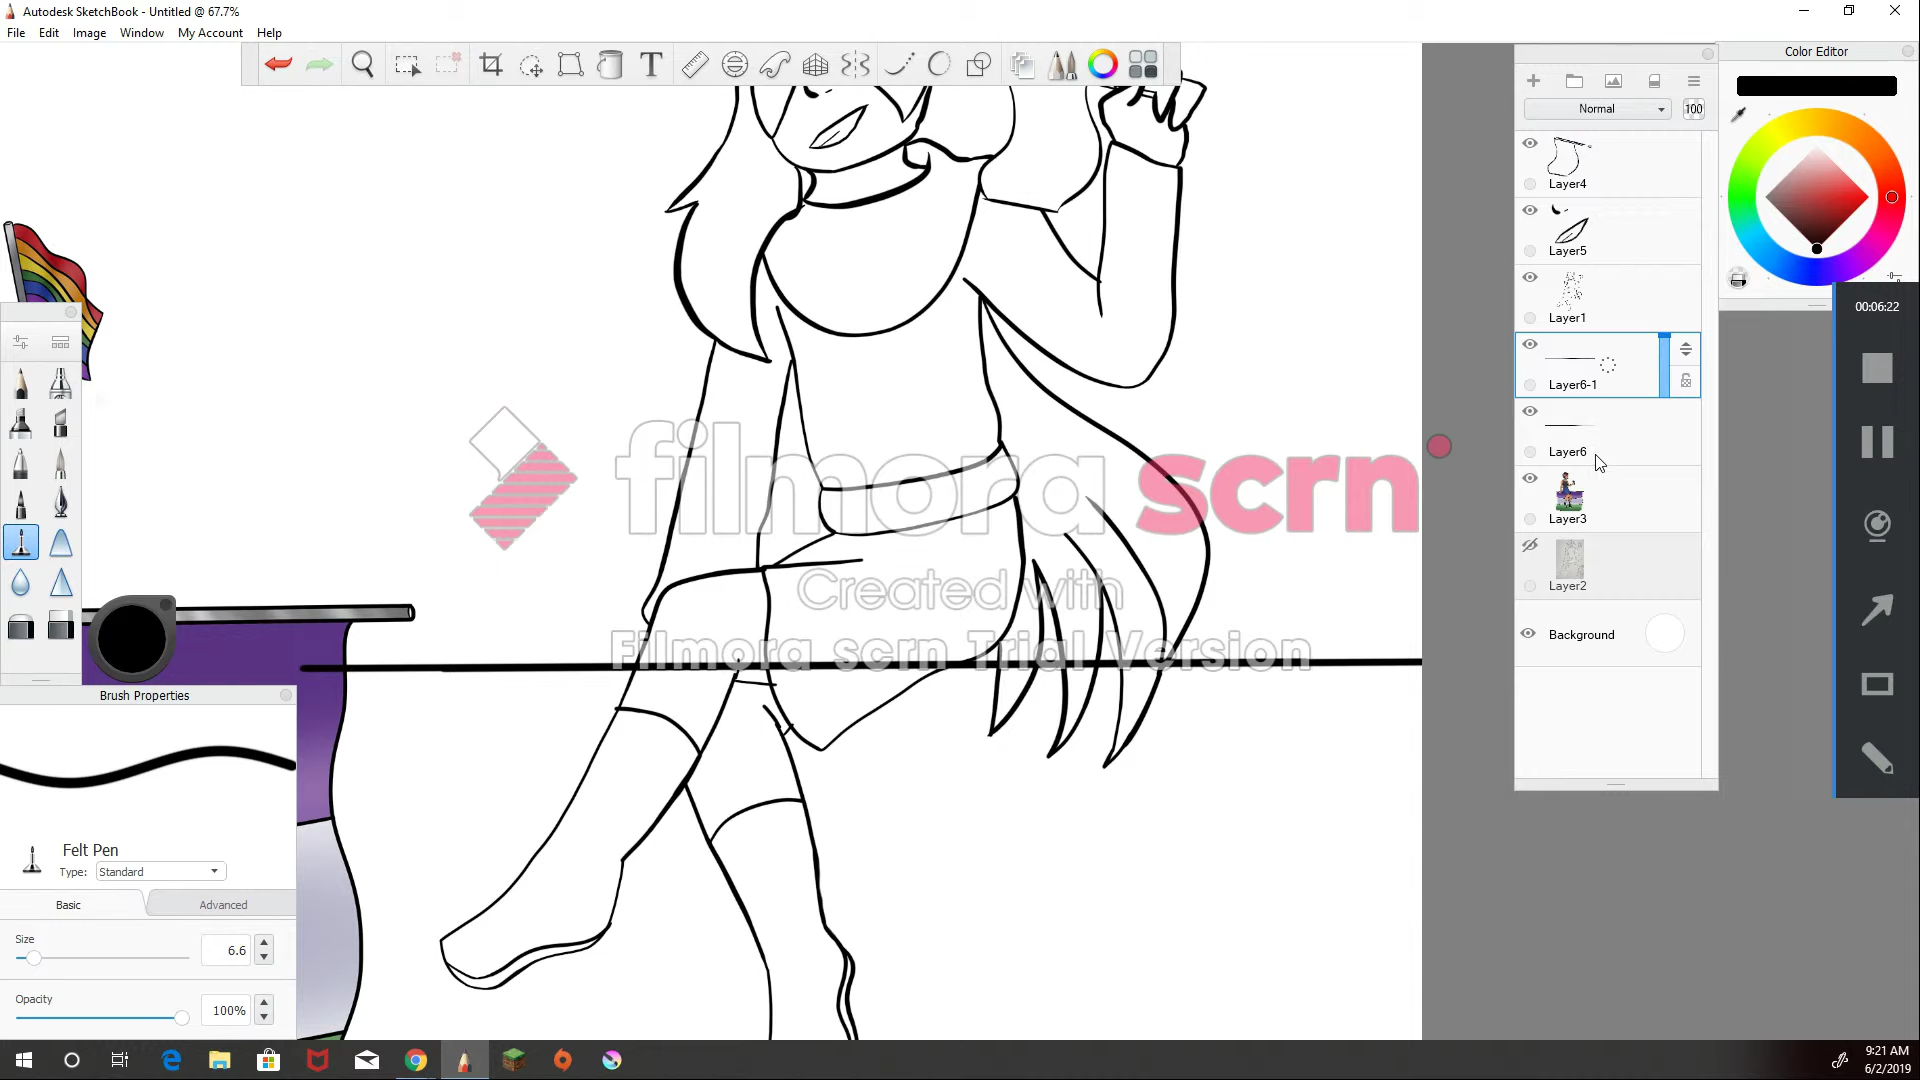 Autodesk SketchBook - Untitled @ 67.7%
File Edit Image Window My Account Help
Color Editor
Normal 100
Layer4
Layer5
Layer1
Layer6-1
Layer6
Layer3
Layer2
Background
00:06:22
filmora scrn
Created with
Filmora scrn Trial Version
Brush Properties
Felt Pen
Type: Standard
Basic Advanced
Size
6.6
Opacity
100%
9:21 AM
6/2/2019